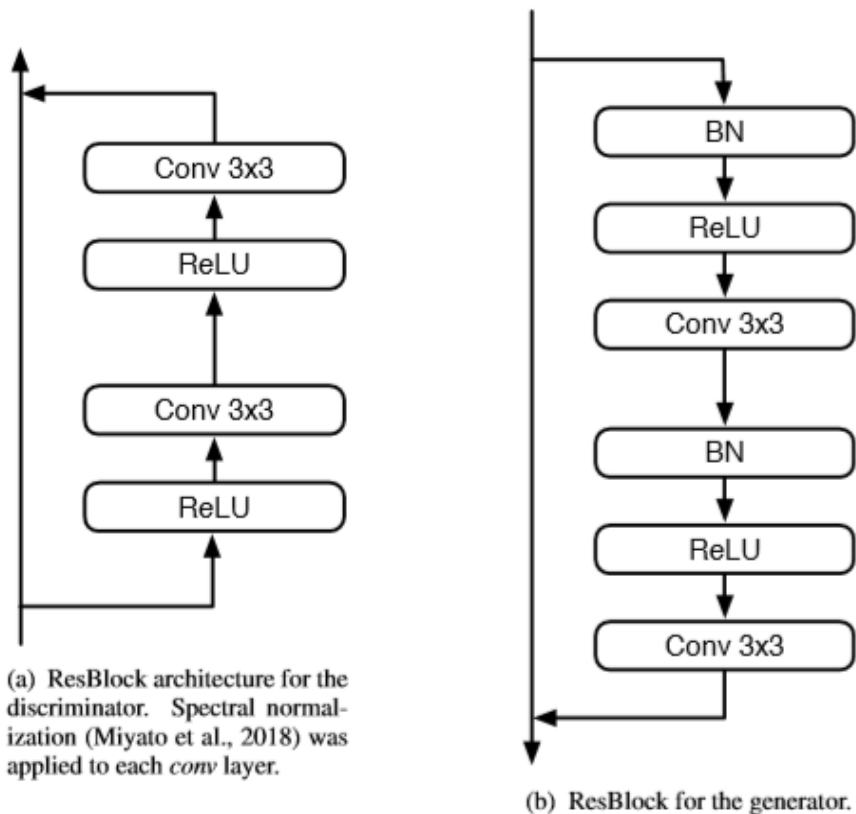 Conv 3x3
ReLU
Conv 3x3
ReLU
(a) ResBlock architecture for the
discriminator. Spectral normal-
ization (Miyato et al., 2018) was
applied to each conv layer.
BN
ReLU
Conv 3x3
BN
ReLU
Conv 3x3
(b) ResBlock for the generator.